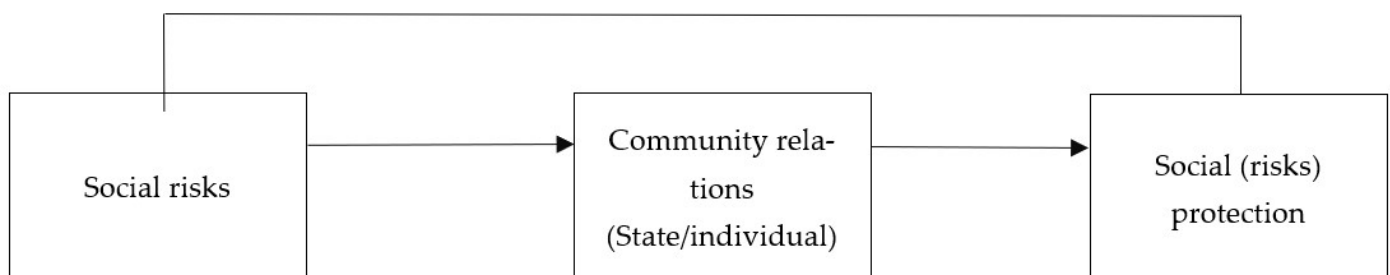 Social risks
Community rela-
tions
(State/individual)
Social (risks)
protection